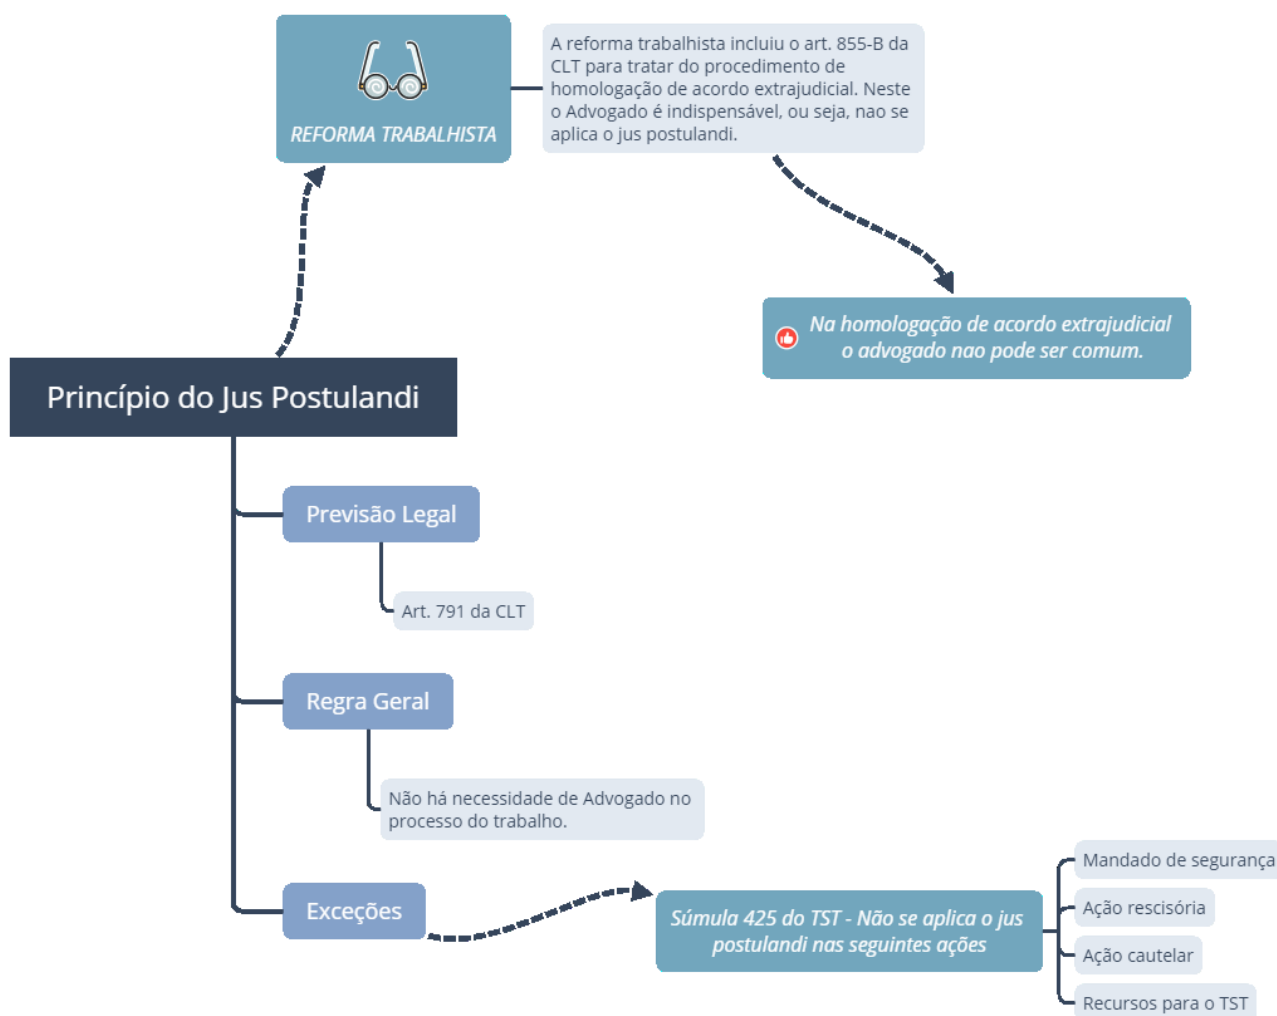 REFORMA TRABALHISTA
A reforma trabalhista incluiu o art. 855-B da
CLT para tratar do procedimento de
homologação de acordo extrajudicial. Neste
o Advogado é indispensável, ou seja, nao se
aplica o jus postulandi.
Na homologação de acordo extrajudicial
o advogado nao pode ser comum.
Princípio do Jus Postulandi
Previsão Legal
Art. 791 da CLT
Regra Geral
Não há necessidade de Advogado no
processo do trabalho.
Exceções
Súmula 425 do TST - Não se aplica o jus
postulandi nas seguintes ações
Mandado de segurança
Ação rescisória
Ação cautelar
Recursos para o TST